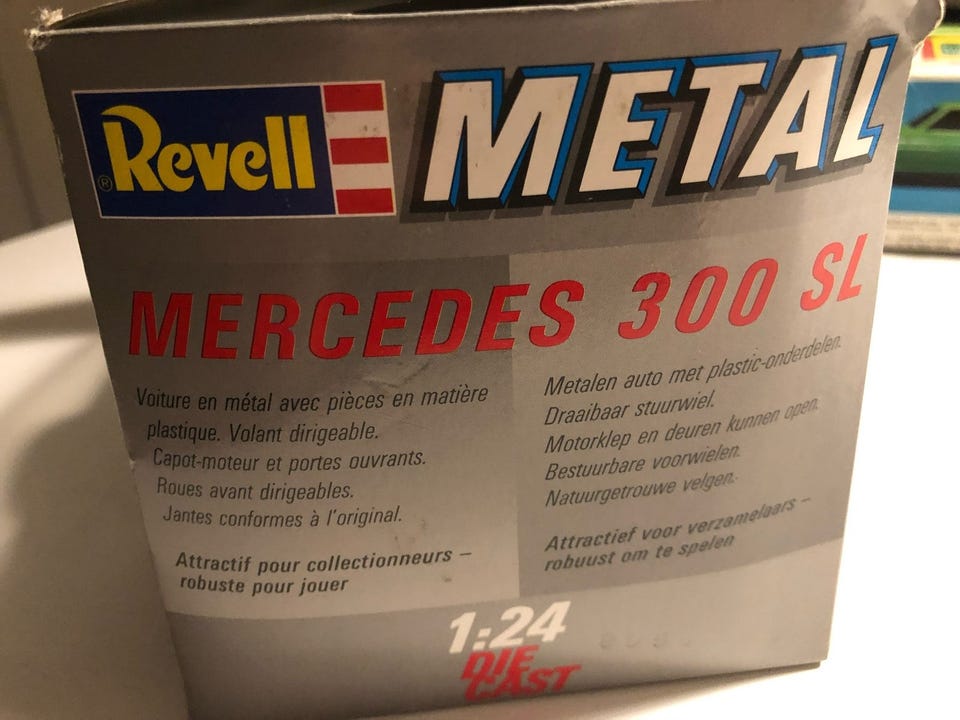 Revell METAL
®
MERCEDES 300 SL
Voiture en métal avec pièces en matière
plastique. Volant dirigeable.
Capot-moteur et portes ouvrants.
Roues avant dirigeables.
Jantes conformes à l'original.
Attractif pour collectionneurs –
robuste pour jouer
Metalen auto met plastic-onderdelen.
Draaibaar stuurwiel.
Motorklep en deuren kunnen open.
Bestuurbare voorwielen.
Natuurgetrouwe velgen.
Attractief voor verzamelaars –
robuust om te spelen
1:24
DIE
CAST